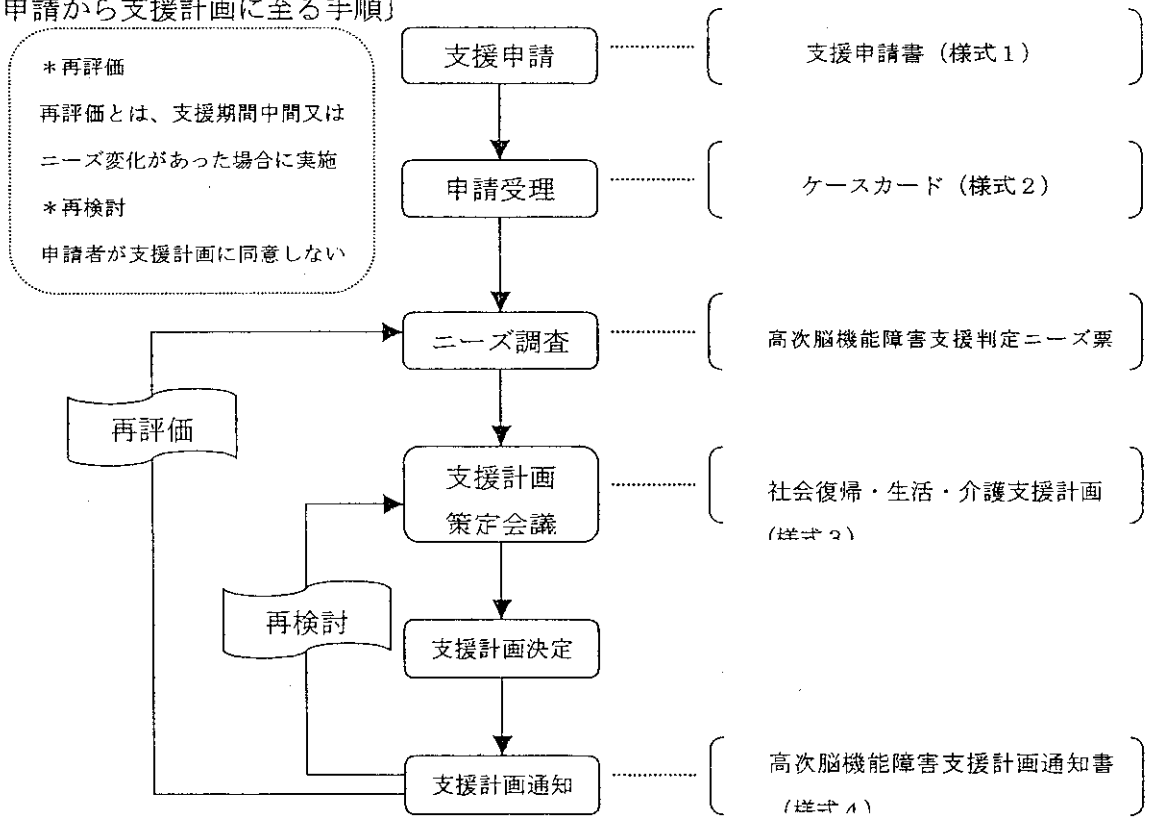 申請から支援計画に至る手順}
*再評価
再評価とは、支援期間中間又は
ニーズ変化があった場合に実施
*再検討
申請者が支援計画に同意しない
支援申請
支援申請書（様式１）
申請受理
ケースカード（様式２）
ニーズ調査
高次脳機能障害支援判定ニーズ票
再評価
支援計画
策定会議
社会復帰・生活・介護支援計画
(様式３)
再検討
支援計画決定
支援計画通知
高次脳機能障害支援計画通知書
(様式４)